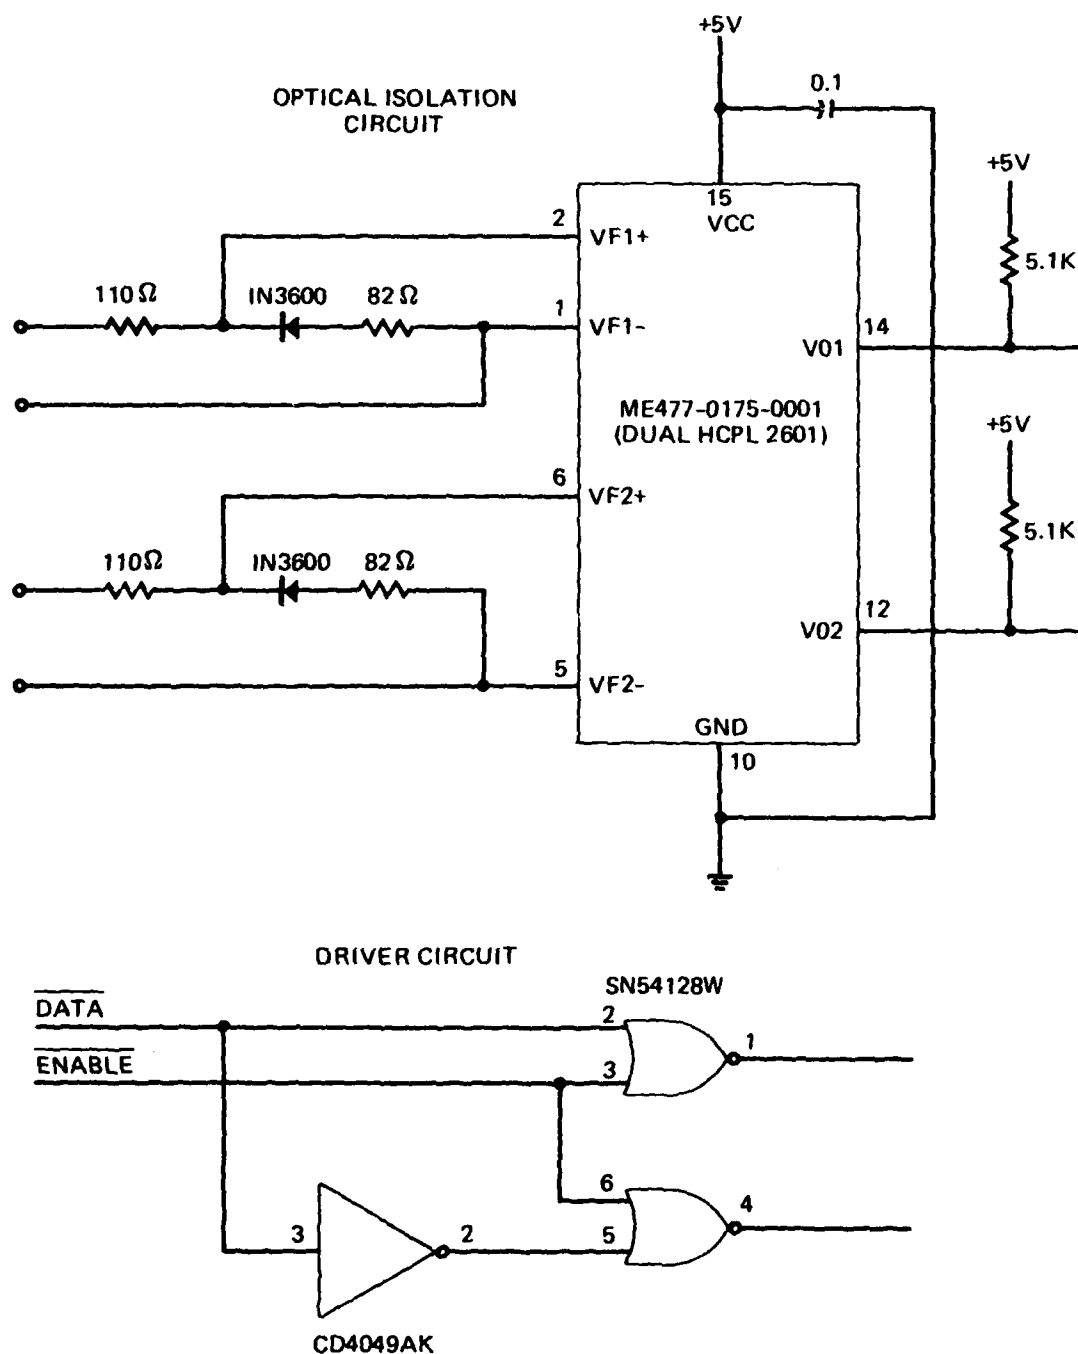 +5V
0.1
OPTICAL ISOLATION
CIRCUIT
+5V
15
VCC
2
VF1+
5.1K
110Ω
IN3600
82Ω
1
VF1-
14
V01
ME477-0175-0001
(DUAL HCPL 2601)
+5V
6
VF2+
5.1K
110Ω
IN3600
82Ω
12
V02
5
VF2-
GND
10
DRIVER CIRCUIT
SN54128W
DATA
2
1
ENABLE
3
6
4
3
2
5
CD4049AK